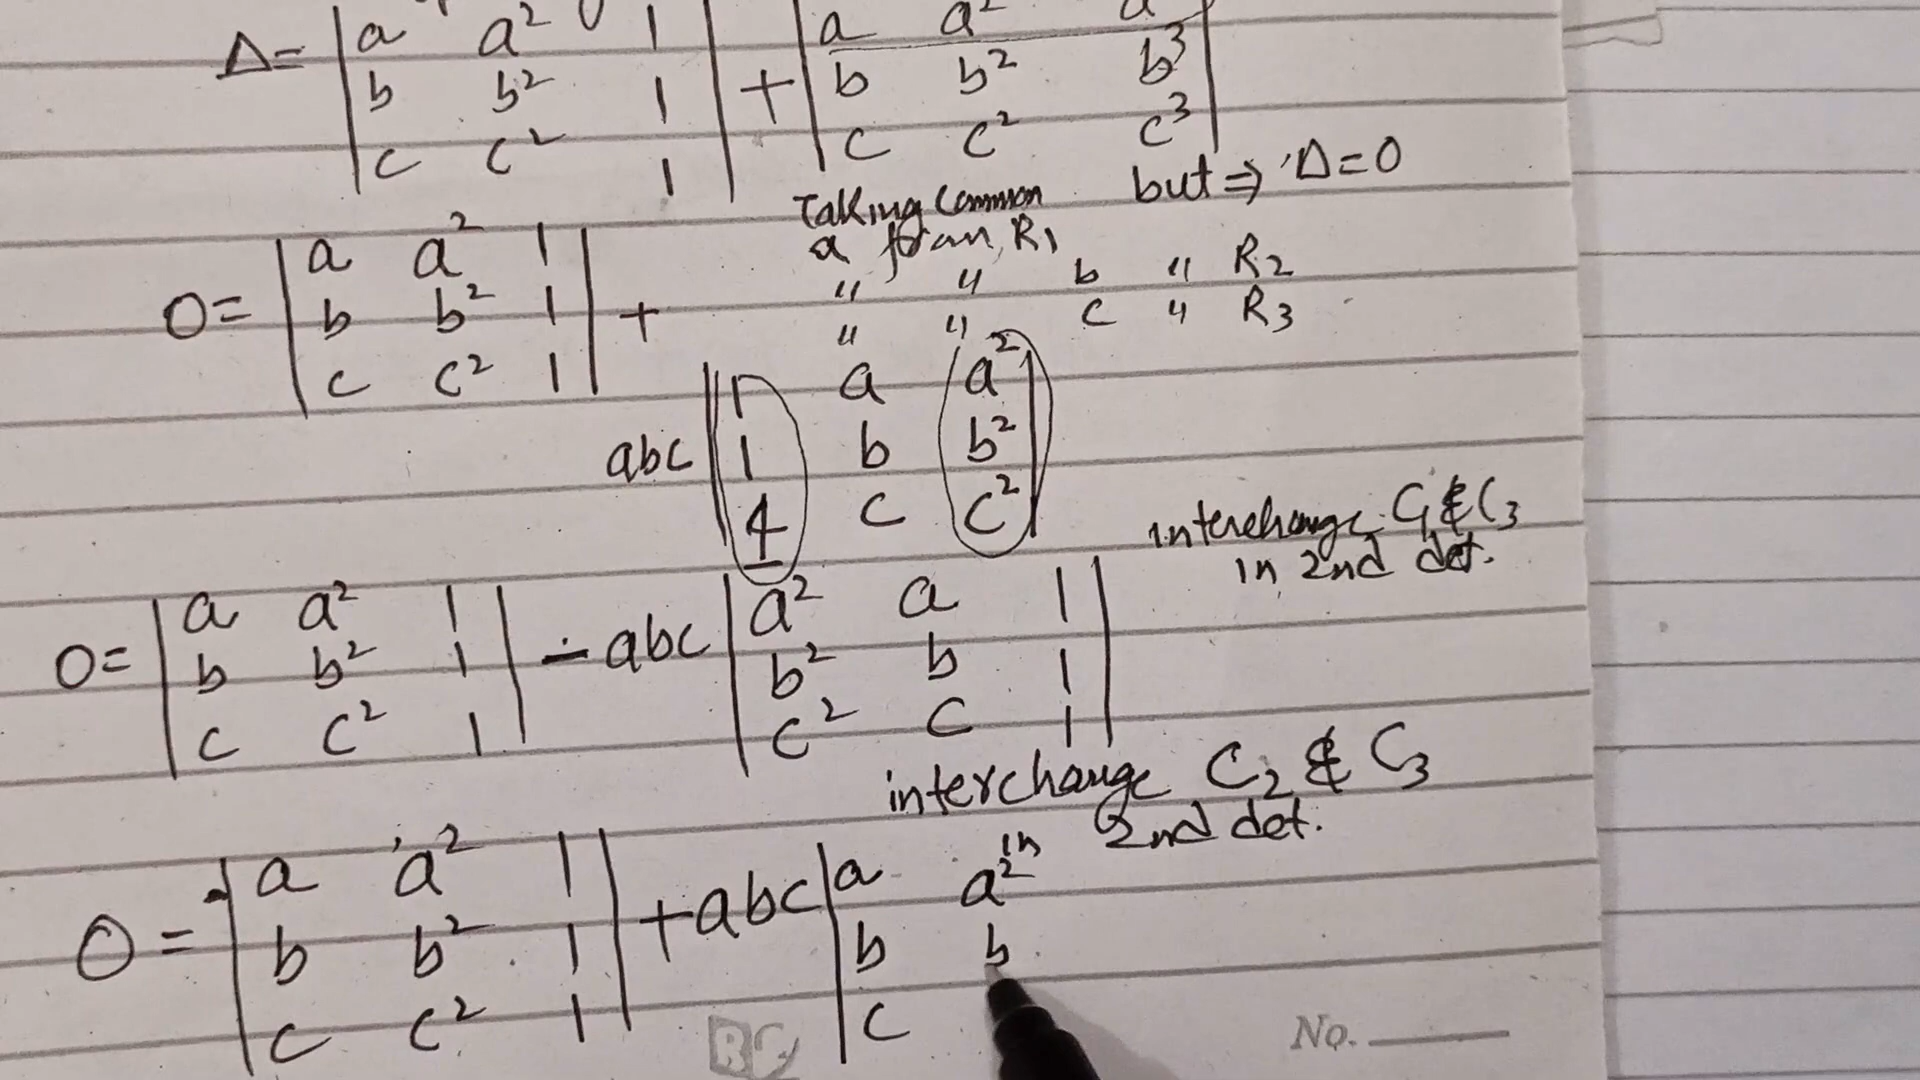 Δ= | a a² 1 | + | a a² a |
| b b² 1 | | b b² b³ |
| c c² 1 | | c c² c³ |
but ⇒ Δ=0
Taking Common
a from R₁
" " b " R₂
" " c " R₃
0= | a a² 1 | +
| b b² 1 |
| c c² 1 |
abc | 1 a a² |
| 1 b b² |
| 1 c c² |
interchange C₁ & C₃
in 2nd det.
0= | a a² 1 | - abc | a² a 1 |
| b b² 1 | | b² b 1 |
| c c² 1 | | c² c 1 |
interchange C₂ & C₃
in 2nd det.
0 = | a a² 1 | +abc | a a²
| b b² 1 | | b b
| c c² 1 | | c
No.